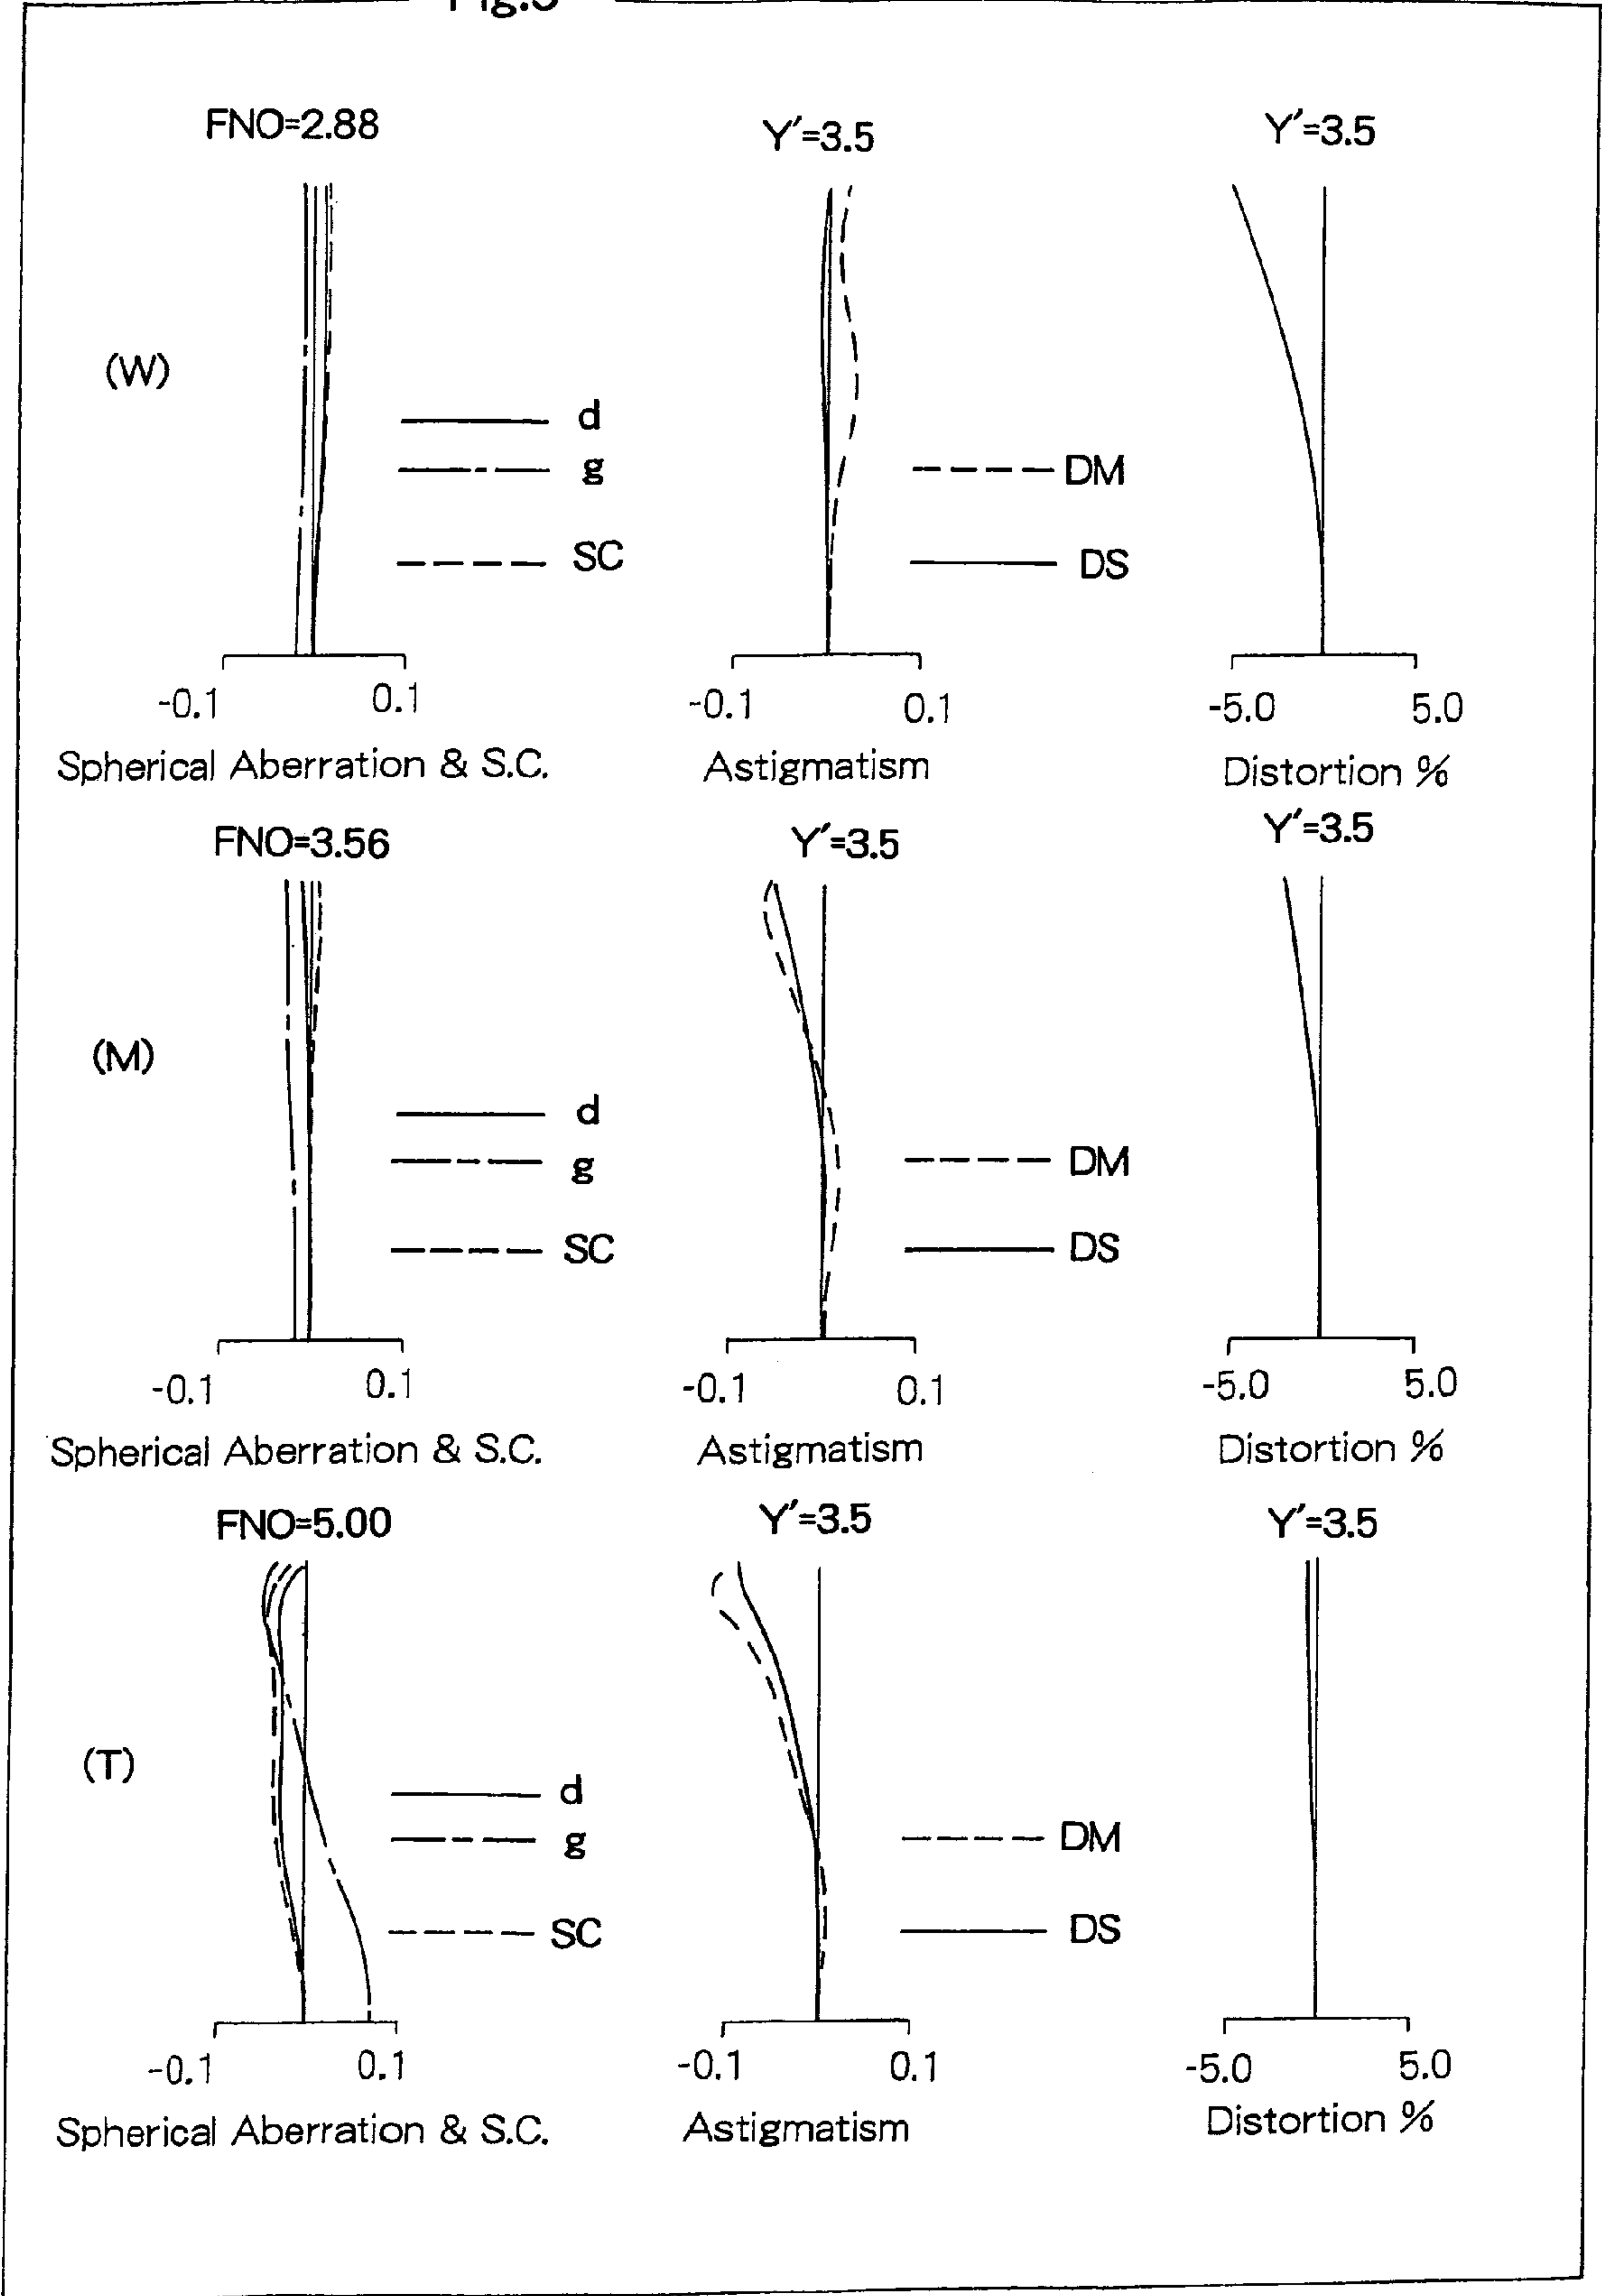 FNO=2.88
Y'=3.5
Y'=3.5
(W)
d
g
SC
DM
DS
-0.1 0.1
-0.1 0.1
-5.0 5.0
Spherical Aberration & S.C.
Astigmatism
Distortion %
FNO=3.56
Y'=3.5
Y'=3.5
(M)
d
g
SC
DM
DS
-0.1 0.1
-0.1 0.1
-5.0 5.0
Spherical Aberration & S.C.
Astigmatism
Distortion %
FNO=5.00
Y'=3.5
Y'=3.5
(T)
d
g
SC
DM
DS
-0.1 0.1
-0.1 0.1
-5.0 5.0
Spherical Aberration & S.C.
Astigmatism
Distortion %